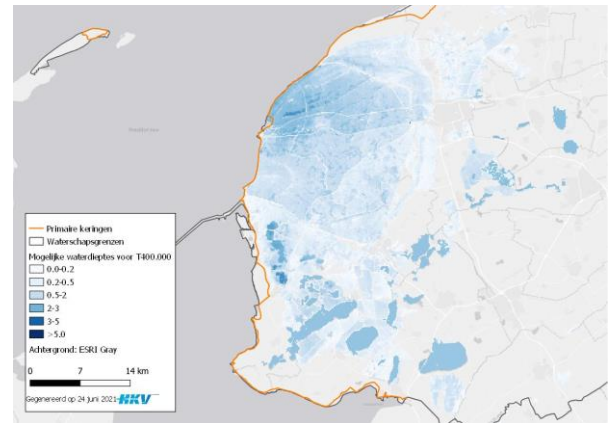 Primaire keringen
Waterschapsgrenzen
Mogelijke waterdieptes voor T400.000
0.0-0.2
0.2-0.5
0.5-2
2-3
3-5
>5.0
Achtergrond: ESRI Gray
0 7 14 km
Gegenereerd op 24 juni 2021 HKV